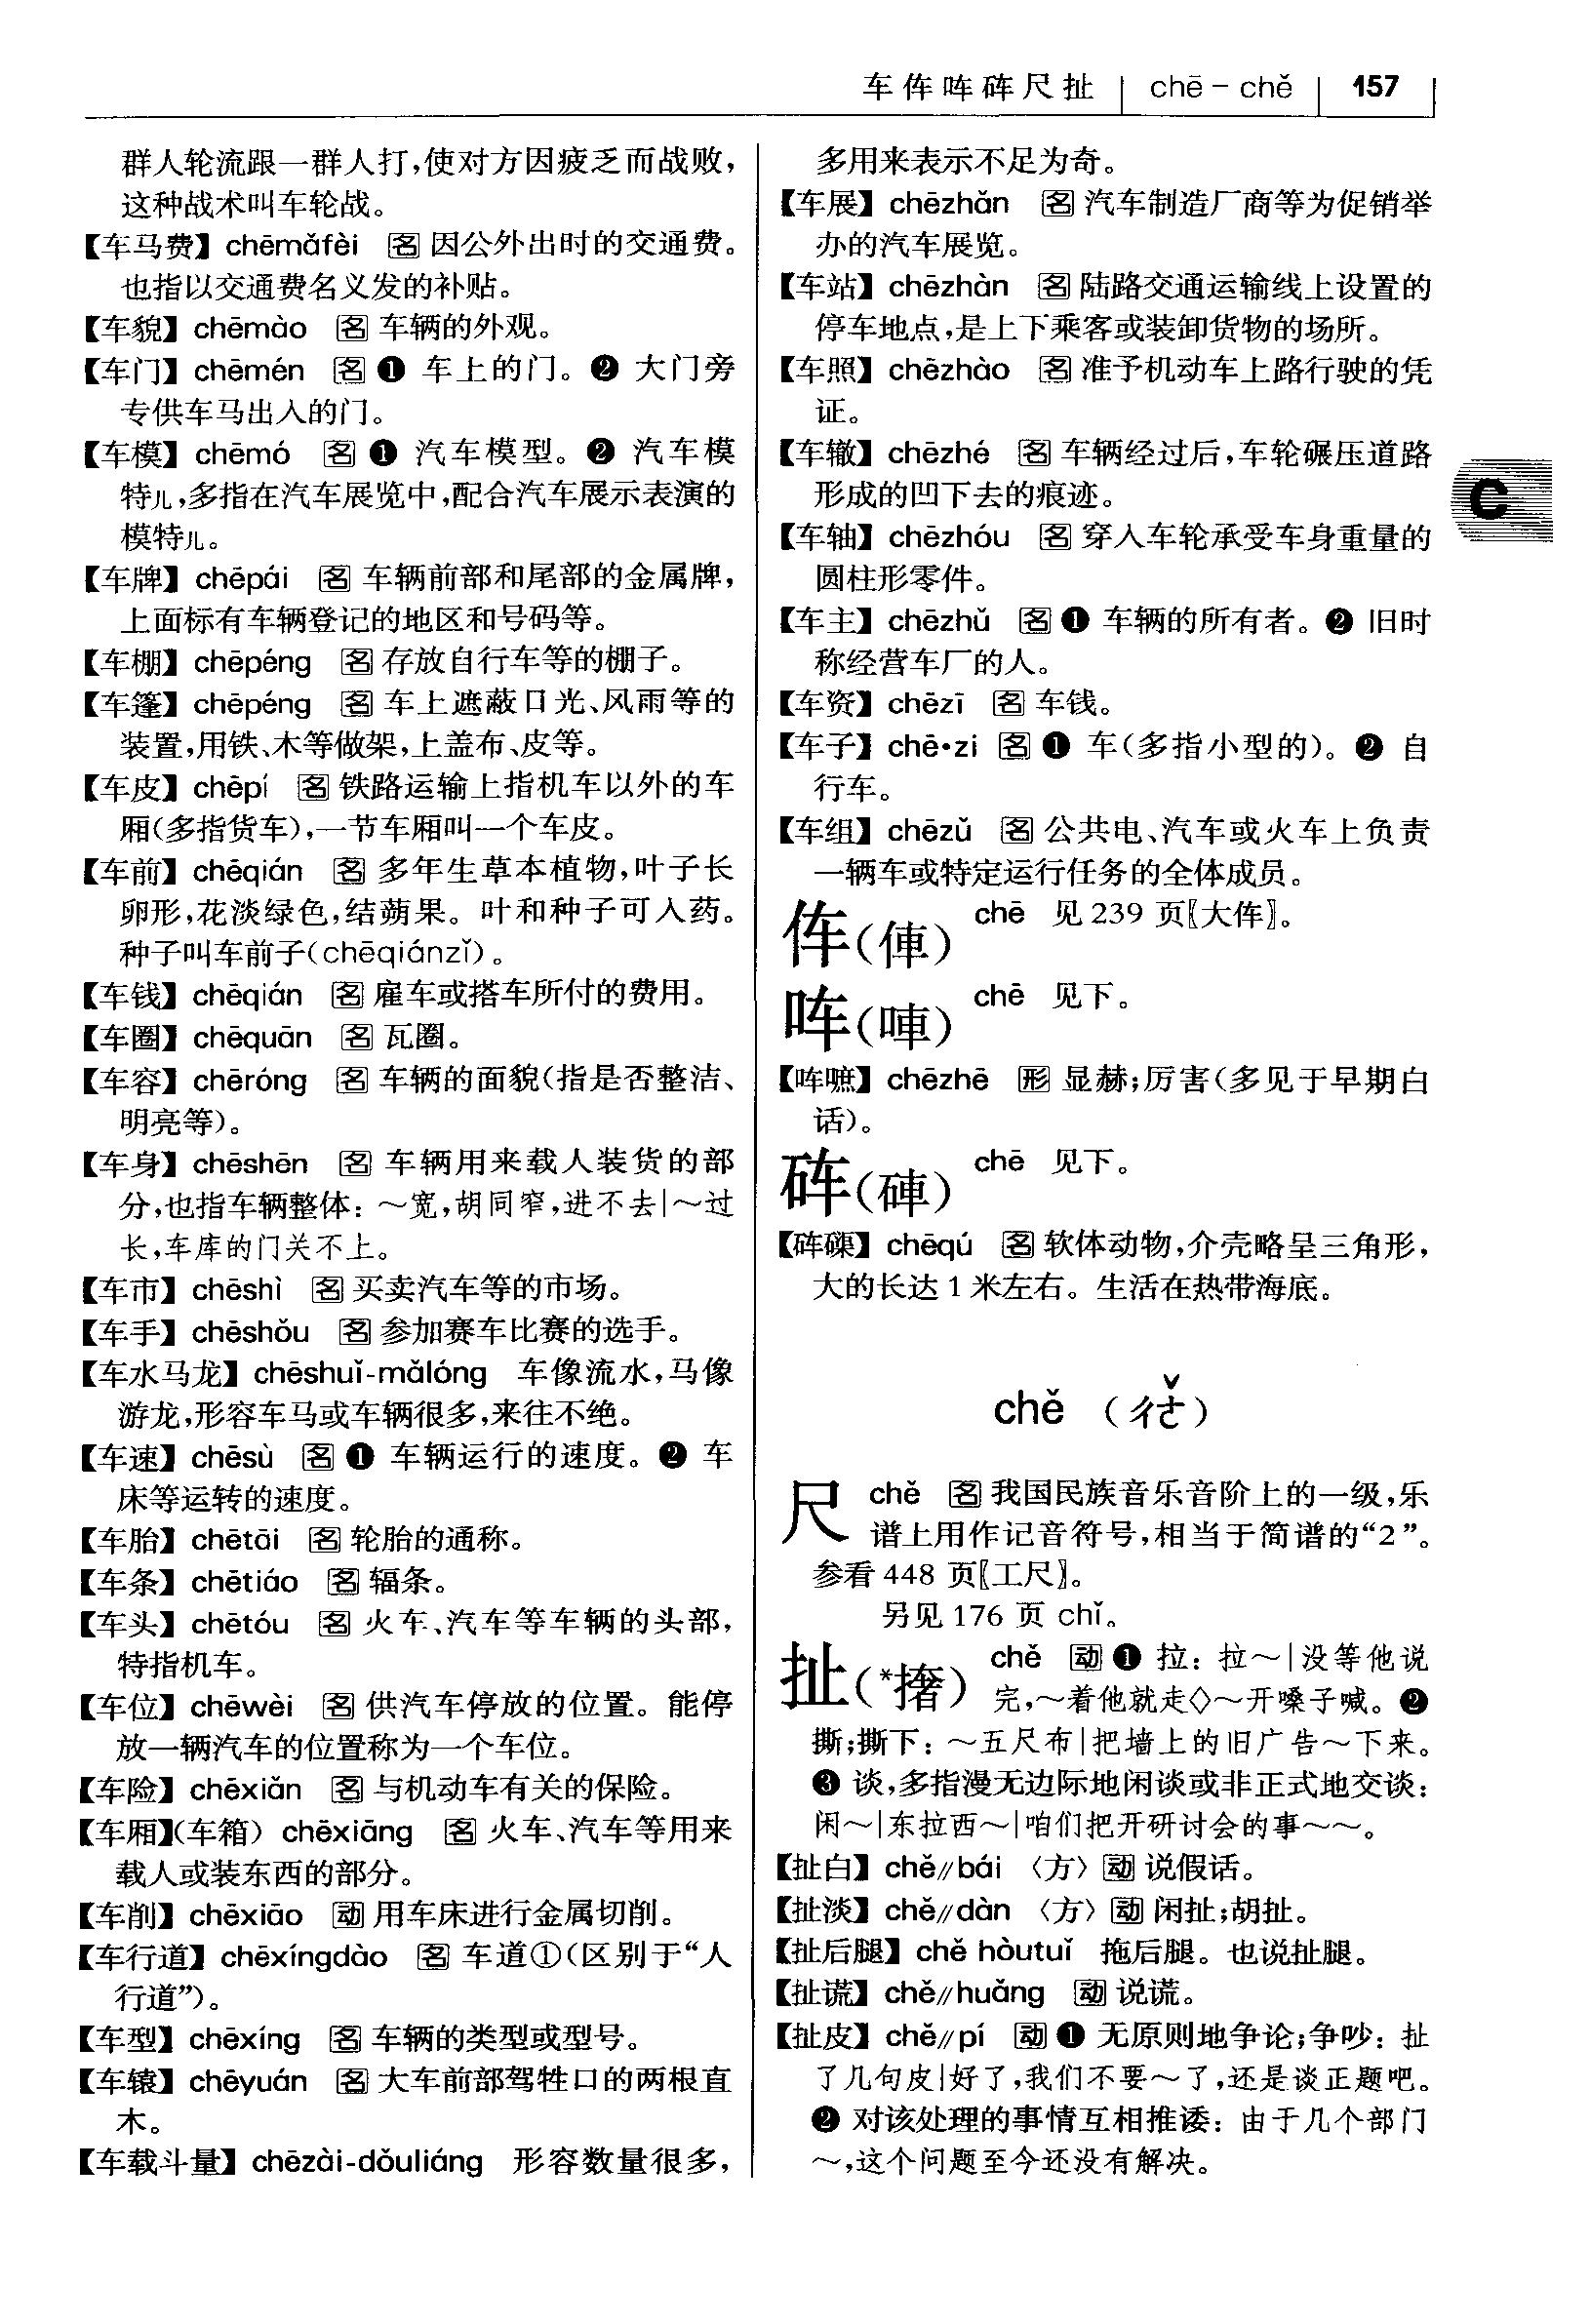 车俥唓砗尺扯 chē-chě 157
群人轮流跟一群人打,使对方因疲乏而战败,
这种战术叫车轮战。
【车马费】chēmǎfèi 名 因公外出时的交通费。
也指以交通费名义发的补贴。
【车貌】chēmào 名 车辆的外观。
【车门】chēmén 名 ❶ 车上的门。❷ 大门旁
专供车马出入的门。
【车模】chēmó 名 ❶ 汽车模型。❷ 汽车模
特儿,多指在汽车展览中,配合汽车展示表演的
模特儿。
【车牌】chēpái 名 车辆前部和尾部的金属牌,
上面标有车辆登记的地区和号码等。
【车棚】chēpéng 名 存放自行车等的棚子。
【车篷】chēpéng 名 车上遮蔽日光、风雨等的
装置,用铁、木等做架,上盖布、皮等。
【车皮】chēpí 名 铁路运输上指机车以外的车
厢(多指货车),一节车厢叫一个车皮。
【车前】chēqián 名 多年生草本植物,叶子长
卵形,花淡绿色,结蒴果。叶和种子可入药。
种子叫车前子(chēqiánzǐ)。
【车钱】chēqián 名 雇车或搭车所付的费用。
【车圈】chēquān 名 瓦圈。
【车容】chēróng 名 车辆的面貌(指是否整洁、
明亮等)。
【车身】chēshēn 名 车辆用来载人装货的部
分,也指车辆整体：～宽,胡同窄,进不去|～过
长,车库的门关不上。
【车市】chēshì 名 买卖汽车等的市场。
【车手】chēshǒu 名 参加赛车比赛的选手。
【车水马龙】chēshuǐ-mǎlóng 车像流水,马像
游龙,形容车马或车辆很多,来往不绝。
【车速】chēsù 名 ❶ 车辆运行的速度。❷ 车
床等运转的速度。
【车胎】chētāi 名 轮胎的通称。
【车条】chētiáo 名 辐条。
【车头】chētóu 名 火车、汽车等车辆的头部,
特指机车。
【车位】chēwèi 名 供汽车停放的位置。能停
放一辆汽车的位置称为一个车位。
【车险】chēxiǎn 名 与机动车有关的保险。
【车厢】(车箱) chēxiāng 名 火车、汽车等用来
载人或装东西的部分。
【车削】chēxiāo 动 用车床进行金属切削。
【车行道】chēxíngdào 名 车道①(区别于“人
行道”)。
【车型】chēxíng 名 车辆的类型或型号。
【车辕】chēyuán 名 大车前部驾牲口的两根直
木。
【车载斗量】chēzài-dǒuliáng 形容数量很多,
多用来表示不足为奇。
【车展】chēzhǎn 名 汽车制造厂商等为促销举
办的汽车展览。
【车站】chēzhàn 名 陆路交通运输线上设置的
停车地点,是上下乘客或装卸货物的场所。
【车照】chēzhào 名 准予机动车上路行驶的凭
证。
【车辙】chēzhé 名 车辆经过后,车轮碾压道路
形成的凹下去的痕迹。
【车轴】chēzhóu 名 穿入车轮承受车身重量的
圆柱形零件。
【车主】chēzhǔ 名 ❶ 车辆的所有者。❷ 旧时
称经营车厂的人。
【车资】chēzī 名 车钱。
【车子】chē·zi 名 ❶ 车(多指小型的)。❷ 自
行车。
【车组】chēzǔ 名 公共电、汽车或火车上负责
一辆车或特定运行任务的全体成员。
伡(俥) chē 见239页〖大伡〗。
𪠳(唓) chē 见下。
【𪠳嗻】chēzhē 形 显赫;厉害(多见于早期白
话)。
砗(硨) chē 见下。
【砗磲】chēqú 名 软体动物,介壳略呈三角形,
大的长达1米左右。生活在热带海底。
chě (ㄔㄜˇ)
尺 chě 名 我国民族音乐音阶上的一级,乐
谱上用作记音符号,相当于简谱的“2”。
参看448页〖工尺〗。
另见176页 chǐ。
扯(*撦) chě 动 ❶ 拉：拉～|没等他说
完,～着他就走◇～开嗓子喊。❷
撕;撕下：～五尺布|把墙上的旧广告～下来。
❸ 谈,多指漫无边际地闲谈或非正式地交谈：
闲～|东拉西～|咱们把开研讨会的事～～。
【扯白】chě//bái 〈方〉 动 说假话。
【扯淡】chě//dàn 〈方〉 动 闲扯;胡扯。
【扯后腿】chě hòutuǐ 拖后腿。也说扯腿。
【扯谎】chě//huǎng 动 说谎。
【扯皮】chě//pí 动 ❶ 无原则地争论;争吵：扯
了几句皮|好了,我们不要～了,还是谈正题吧。
❷ 对该处理的事情互相推诿：由于几个部门
～,这个问题至今还没有解决。
C